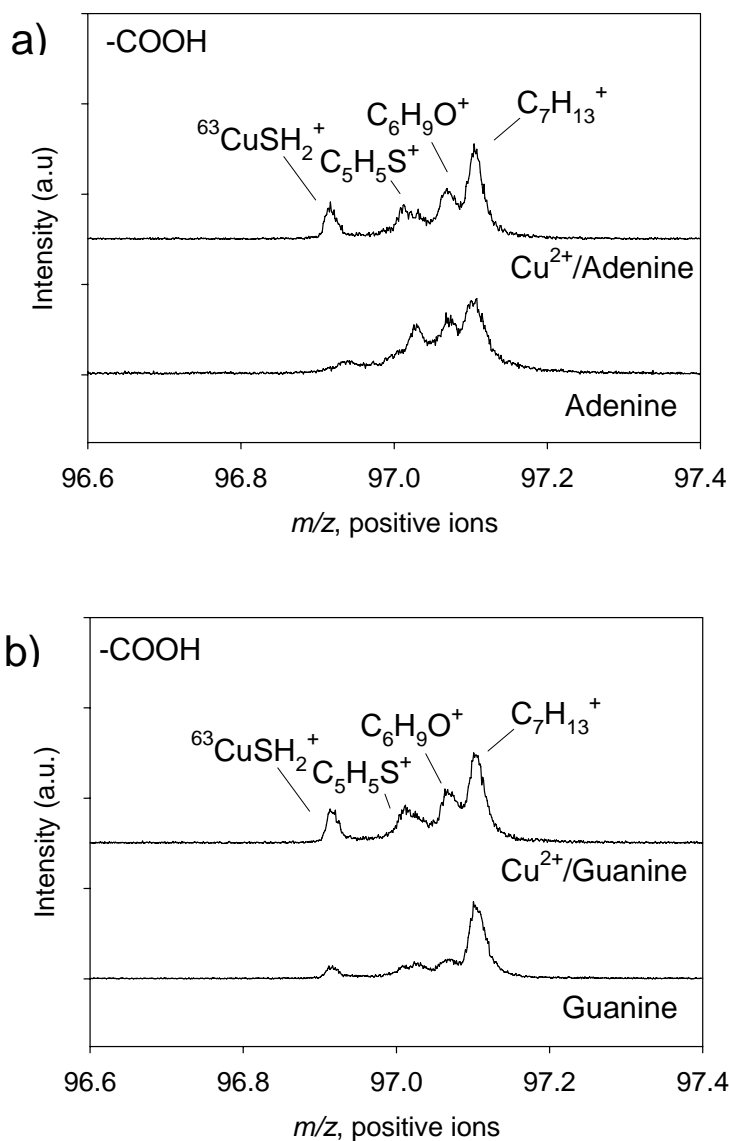 a)
-COOH
⁶³CuSH₂⁺
C₅H₅S⁺
C₆H₉O⁺
C₇H₁₃⁺
Cu²⁺/Adenine
Adenine
Intensity (a.u)
96.6 96.8 97.0 97.2 97.4
m/z, positive ions
b)
-COOH
⁶³CuSH₂⁺
C₅H₅S⁺
C₆H₉O⁺
C₇H₁₃⁺
Cu²⁺/Guanine
Guanine
Intensity (a.u.)
96.6 96.8 97.0 97.2 97.4
m/z, positive ions